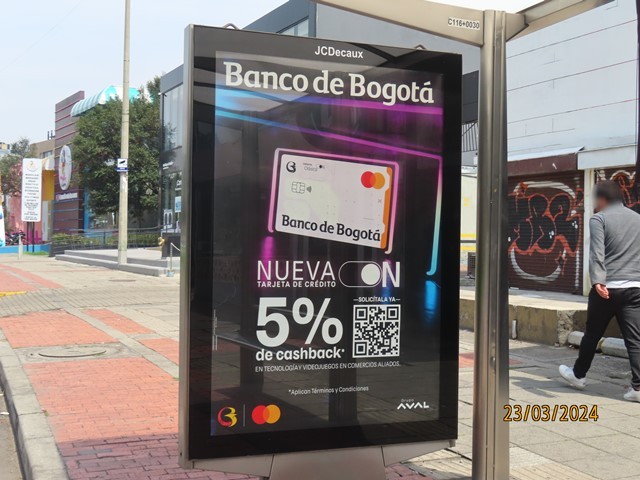 C116+0030
JCDecaux
Banco de Bogotá
Banco de Bogotá
NUEVA ON
TARJETA DE CRÉDITO
5%
SOLICÍTALA YA
de cashback*
EN TECNOLOGÍA Y VIDEOJUEGOS EN COMERCIOS ALIADOS.
*Aplican Términos y Condiciones
Grupo
AVAL
23/03/2024